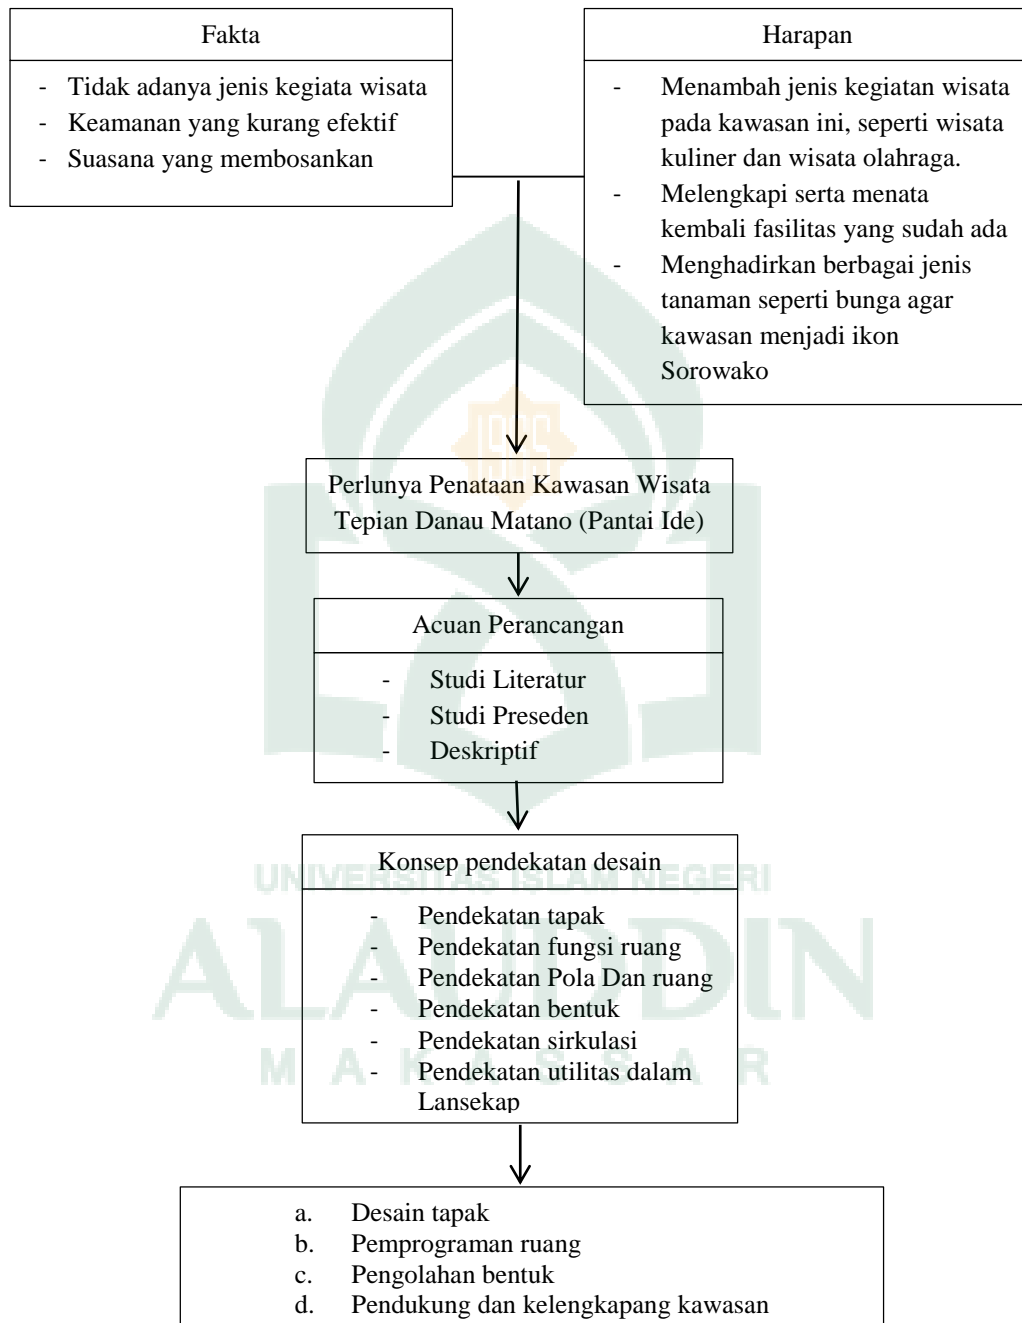 Fakta
- Tidak adanya jenis kegiata wisata
- Keamanan yang kurang efektif
- Suasana yang membosankan
Harapan
- Menambah jenis kegiatan wisata
pada kawasan ini, seperti wisata
kuliner dan wisata olahraga.
- Melengkapi serta menata
kembali fasilitas yang sudah ada
- Menghadirkan berbagai jenis
tanaman seperti bunga agar
kawasan menjadi ikon
Sorowako
Perlunya Penataan Kawasan Wisata
Tepian Danau Matano (Pantai Ide)
Acuan Perancangan
- Studi Literatur
- Studi Preseden
- Deskriptif
Konsep pendekatan desain
- Pendekatan tapak
- Pendekatan fungsi ruang
- Pendekatan Pola Dan ruang
- Pendekatan bentuk
- Pendekatan sirkulasi
- Pendekatan utilitas dalam
Lansekap
a. Desain tapak
b. Pemprograman ruang
c. Pengolahan bentuk
d. Pendukung dan kelengkapang kawasan
1965
UNIVERSITAS ISLAM NEGERI
ALAUDDIN
MAKASSAR